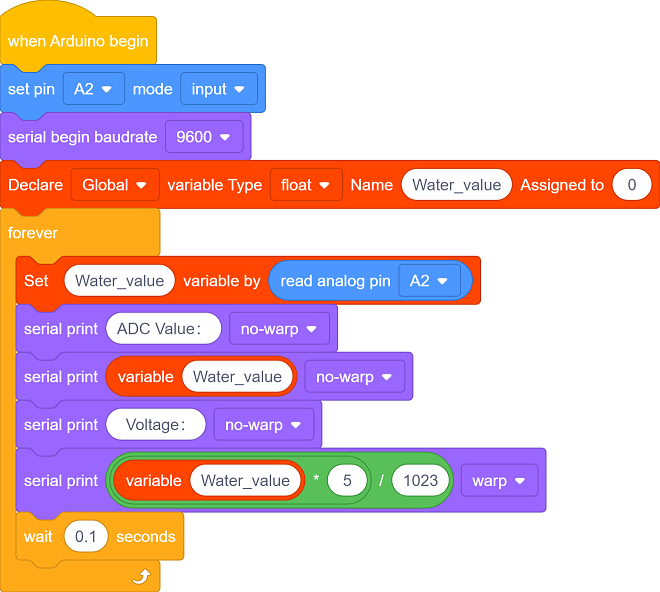 when Arduino begin
set pin A2 mode input
serial begin baudrate 9600
Declare Global variable Type float Name Water_value Assigned to 0
forever
Set Water_value variable by read analog pin A2
serial print ADC Value： no-warp
serial print variable Water_value no-warp
serial print Voltage： no-warp
serial print variable Water_value * 5 / 1023 warp
wait 0.1 seconds